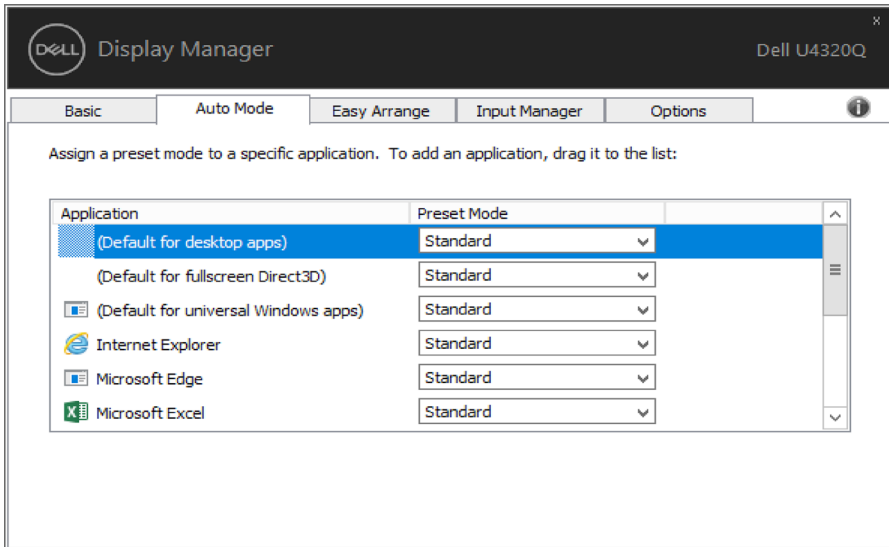 DELL Display Manager
x
Dell U4320Q
Basic Auto Mode Easy Arrange Input Manager Options
Assign a preset mode to a specific application. To add an application, drag it to the list:
Application Preset Mode
(Default for desktop apps) Standard
(Default for fullscreen Direct3D) Standard
(Default for universal Windows apps) Standard
Internet Explorer Standard
Microsoft Edge Standard
Microsoft Excel Standard